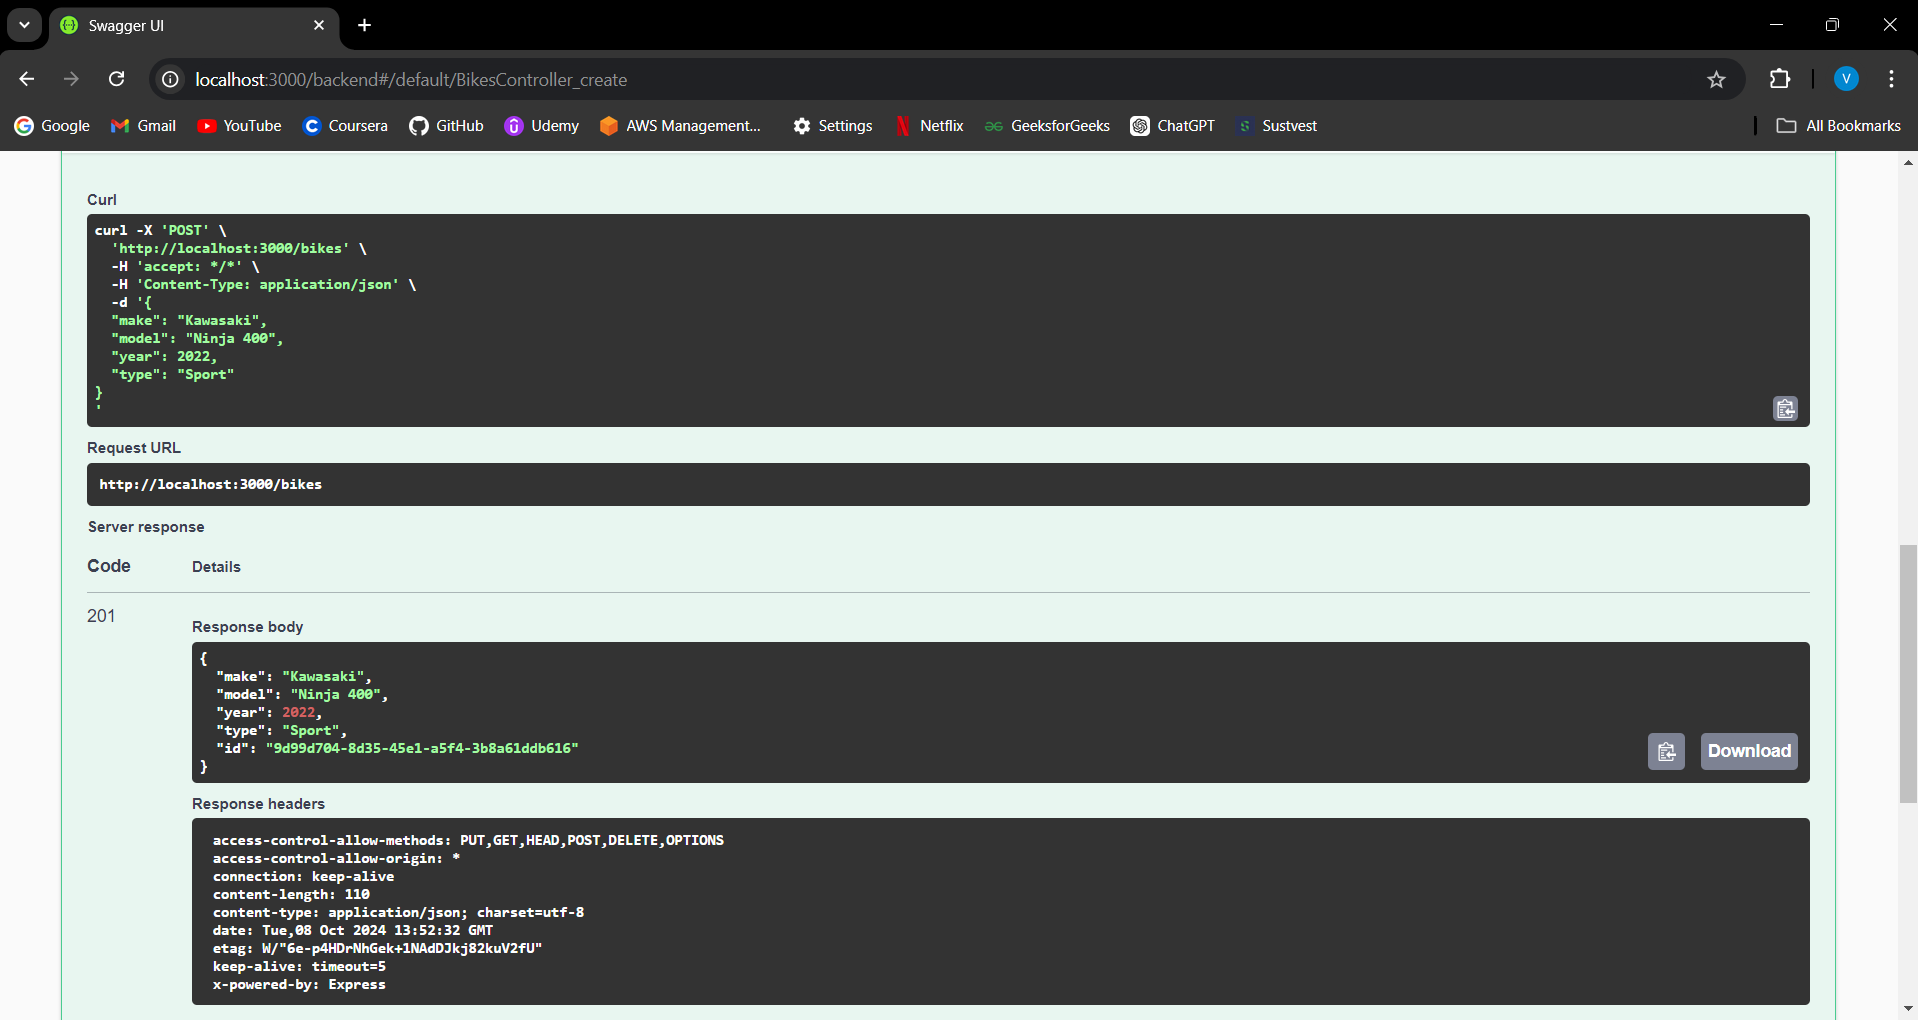 Swagger UI
localhost:3000/backend#/default/BikesController_create
V
Google Gmail YouTube Coursera GitHub Udemy AWS Management... Settings Netflix GeeksforGeeks ChatGPT Sustvest All Bookmarks
Curl
curl -X 'POST' \
'http://localhost:3000/bikes' \
-H 'accept: */*' \
-H 'Content-Type: application/json' \
-d '{
"make": "Kawasaki",
"model": "Ninja 400",
"year": 2022,
"type": "Sport"
}
'
Request URL
http://localhost:3000/bikes
Server response
Code Details
201
Response body
{
"make": "Kawasaki",
"model": "Ninja 400",
"year": 2022,
"type": "Sport",
"id": "9d99d704-8d35-45e1-a5f4-3b8a61ddb616"
}
Download
Response headers
access-control-allow-methods: PUT,GET,HEAD,POST,DELETE,OPTIONS
access-control-allow-origin: *
connection: keep-alive
content-length: 110
content-type: application/json; charset=utf-8
date: Tue,08 Oct 2024 13:52:32 GMT
etag: W/"6e-p4HDrNhGek+1NAdDJkj82kuV2fU"
keep-alive: timeout=5
x-powered-by: Express